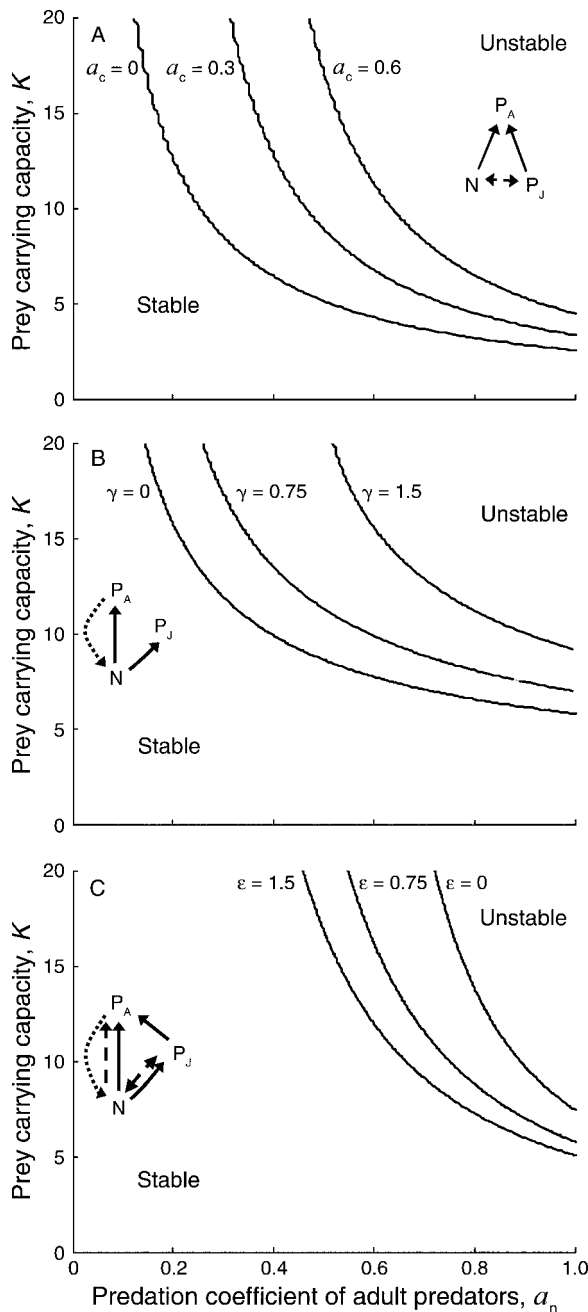 A
Unstable
a_c = 0
a_c = 0.3
a_c = 0.6
P_A
N
P_J
Stable
Prey carrying capacity, K
20
15
10
5
0
B
γ = 0
γ = 0.75
γ = 1.5
Unstable
P_A
P_J
N
Stable
Prey carrying capacity, K
20
15
10
5
0
C
ε = 1.5
ε = 0.75
ε = 0
Unstable
P_A
P_J
N
Stable
Prey carrying capacity, K
20
15
10
5
0
0 0.2 0.4 0.6 0.8 1.0
Predation coefficient of adult predators, a_n